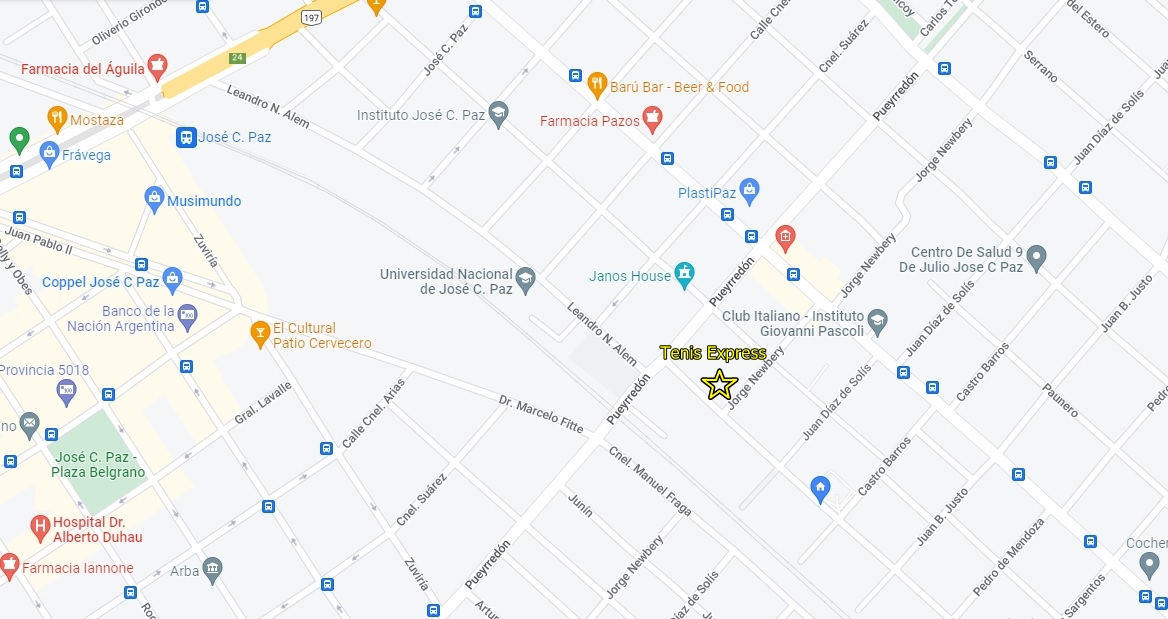 Oliverio Girondo
197
24
José C. Paz
Calle Cnel.
Cnel. Suárez
Carlos
del Estero
Serrano
Farmacia del Águila
Barú Bar - Beer & Food
Pueyrredón
Juan Díaz de Solís
Leandro N. Alem
Instituto José C. Paz
Farmacia Pazos
Mostaza
José C. Paz
Frávega
Jorge Newbery
PlastiPaz
Musimundo
Juan Pablo II
Zuviría
Jorge Newbery
Centro De Salud 9
De Julio Jose C Paz
olly y Obes
Coppel José C Paz
Universidad Nacional
de José C. Paz
Janos House
Pueyrredón
Juan B. Justo
Juan Díaz de Solís
Banco de la
Nación Argentina
Leandro N. Alem
Club Italiano - Instituto
Giovanni Pascoli
El Cultural
Patio Cervecero
Tenis Express
Jorge Newbery
Castro Barros
Provincia 5018
Pueyrredón
Juan Díaz de Solís
Paunero
Pedro
Gral. Lavalle
Calle Cnel. Arias
Dr. Marcelo Fitte
no
José C. Paz -
Plaza Belgrano
Cnel. Manuel Fraga
Castro Barros
Cnel. Suárez
Junín
Juan B. Justo
Hospital Dr.
Alberto Duhau
Pedro de Mendoza
Farmacia Iannone
Arba
Zuviría
Pueyrredón
Jorge Newbery
Díaz de Solís
Cocher
Sargentos
Artur
Roq